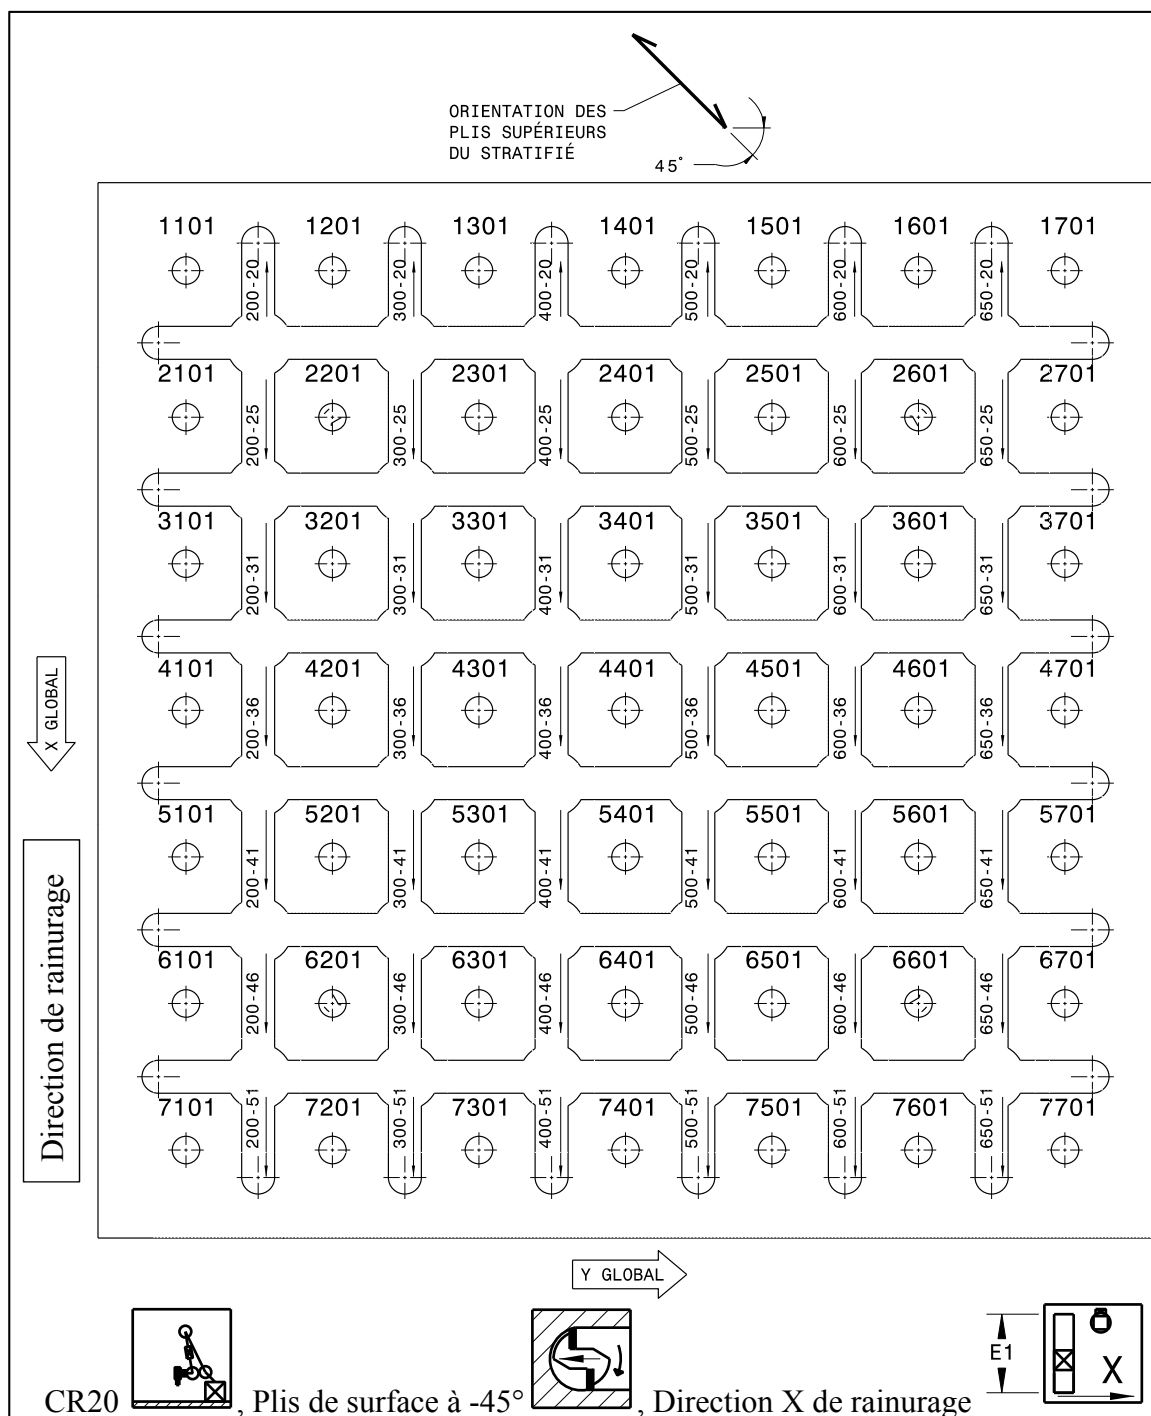 ORIENTATION DES
PLIS SUPÉRIEURS
DU STRATIFIÉ
45°
1101 1201 1301 1401 1501 1601 1701
200-20 300-20 400-20 500-20 600-20 650-20
2101 2201 2301 2401 2501 2601 2701
200-25 300-25 400-25 500-25 600-25 650-25
3101 3201 3301 3401 3501 3601 3701
200-31 300-31 400-31 500-31 600-31 650-31
4101 4201 4301 4401 4501 4601 4701
200-36 300-36 400-36 500-36 600-36 650-36
X GLOBAL
5101 5201 5301 5401 5501 5601 5701
200-41 300-41 400-41 500-41 600-41 650-41
Direction de rainurage
6101 6201 6301 6401 6501 6601 6701
200-46 300-46 400-46 500-46 600-46 650-46
7101 7201 7301 7401 7501 7601 7701
200-51 300-51 400-51 500-51 600-51 650-51
Y GLOBAL
E1
X
CR20 , Plis de surface à -45° , Direction X de rainurage